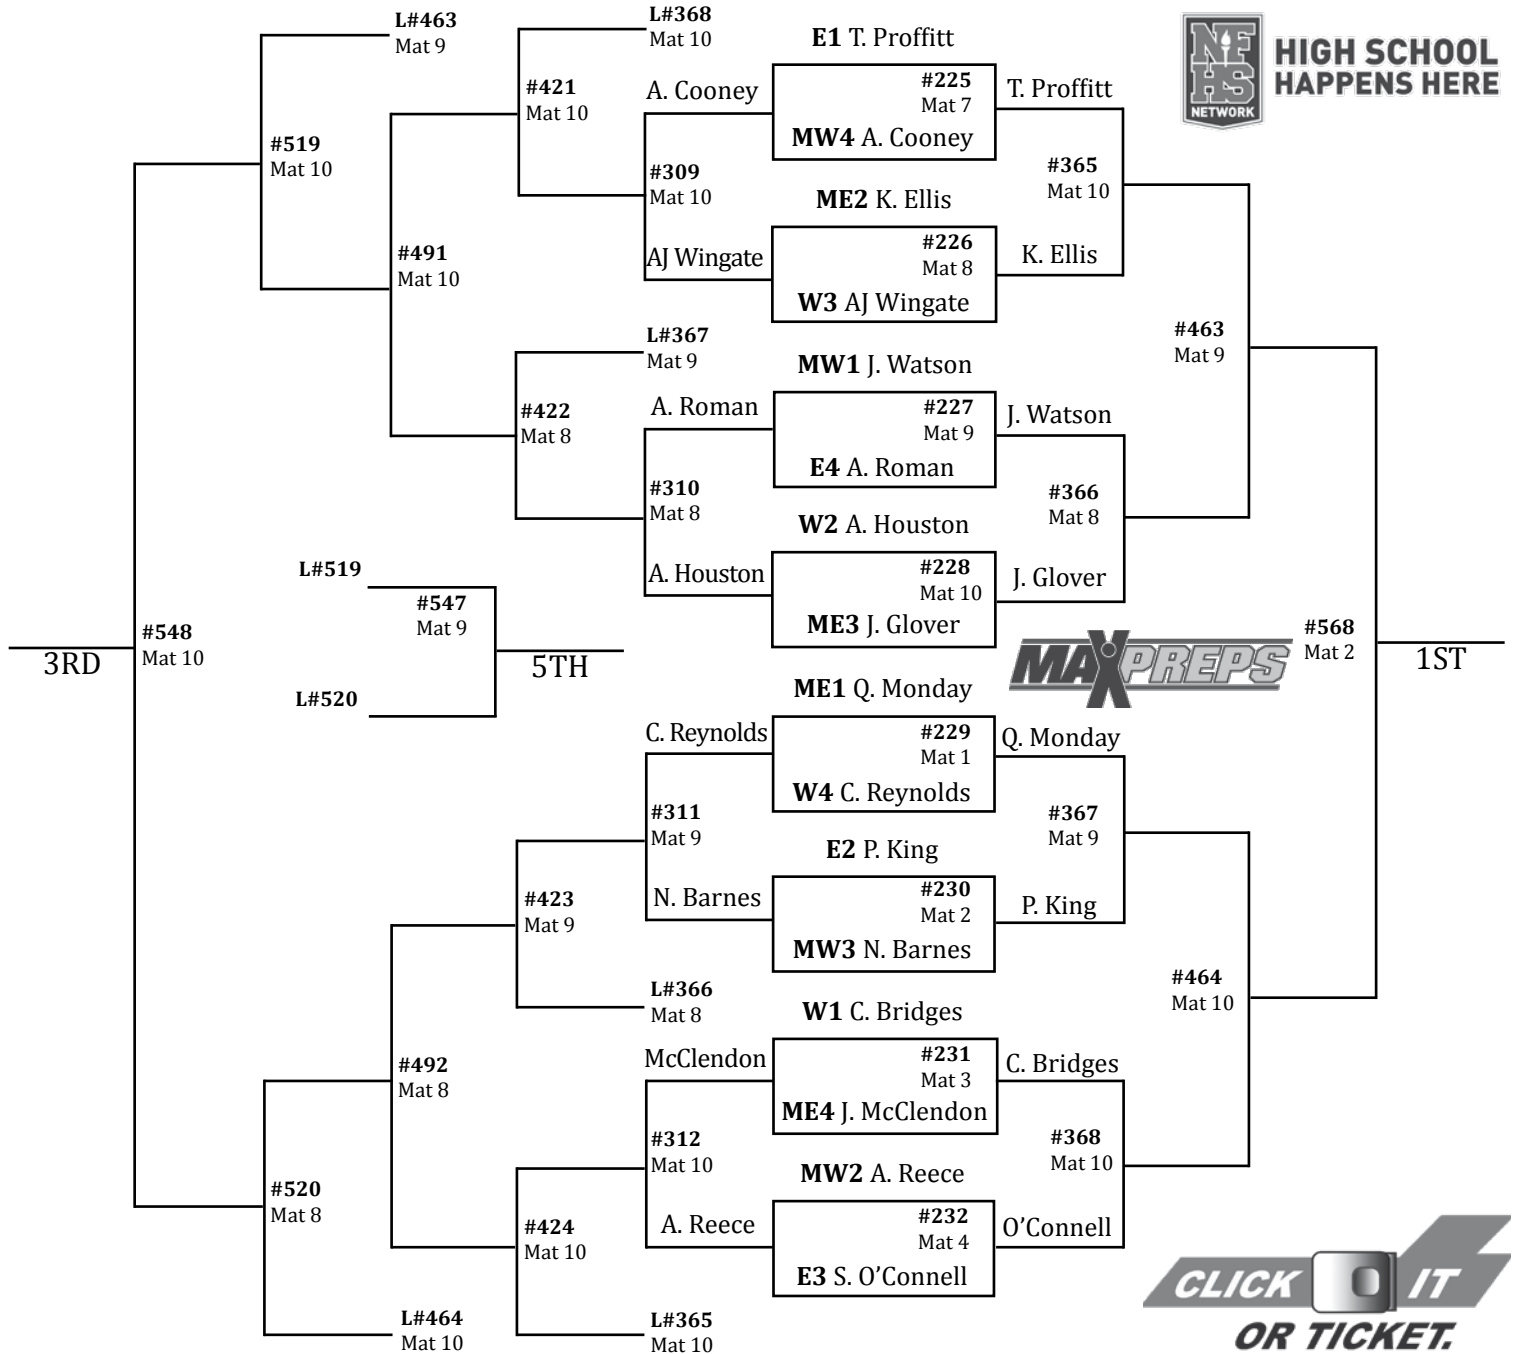 L#463
Mat 9
L#368
Mat 10
E1 T. Proffitt
NFHS
NETWORK
HIGH SCHOOL
HAPPENS HERE
#421
Mat 10
A. Cooney
#225
Mat 7
T. Proffitt
MW4 A. Cooney
#519
Mat 10
#309
Mat 10
#365
Mat 10
ME2 K. Ellis
#491
Mat 10
AJ Wingate
#226
Mat 8
K. Ellis
W3 AJ Wingate
#463
Mat 9
L#367
Mat 9
MW1 J. Watson
#422
Mat 8
A. Roman
#227
Mat 9
J. Watson
E4 A. Roman
#310
Mat 8
#366
Mat 8
W2 A. Houston
L#519
A. Houston
#228
Mat 10
J. Glover
#547
Mat 9
ME3 J. Glover
#548
Mat 10
3RD
5TH
MAXPREPS
#568
Mat 2
1ST
L#520
ME1 Q. Monday
C. Reynolds
#229
Mat 1
Q. Monday
W4 C. Reynolds
#311
Mat 9
#367
Mat 9
E2 P. King
#423
Mat 9
N. Barnes
#230
Mat 2
P. King
MW3 N. Barnes
L#366
Mat 8
#464
Mat 10
W1 C. Bridges
#492
Mat 8
McClendon
#231
Mat 3
C. Bridges
ME4 J. McClendon
#312
Mat 10
#368
Mat 10
MW2 A. Reece
#520
Mat 8
#424
Mat 10
A. Reece
#232
Mat 4
O'Connell
E3 S. O'Connell
L#464
Mat 10
L#365
Mat 10
CLICK IT
OR TICKET.